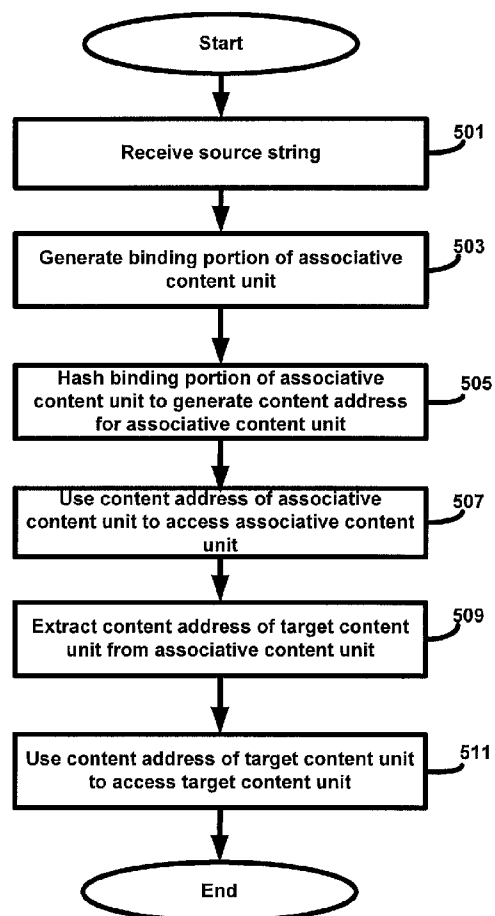 Start
501
Receive source string
503
Generate binding portion of associative
content unit
505
Hash binding portion of associative
content unit to generate content address
for associative content unit
507
Use content address of associative
content unit to access associative content
unit
509
Extract content address of target content
unit from associative content unit
511
Use content address of target content unit
to access target content unit
End